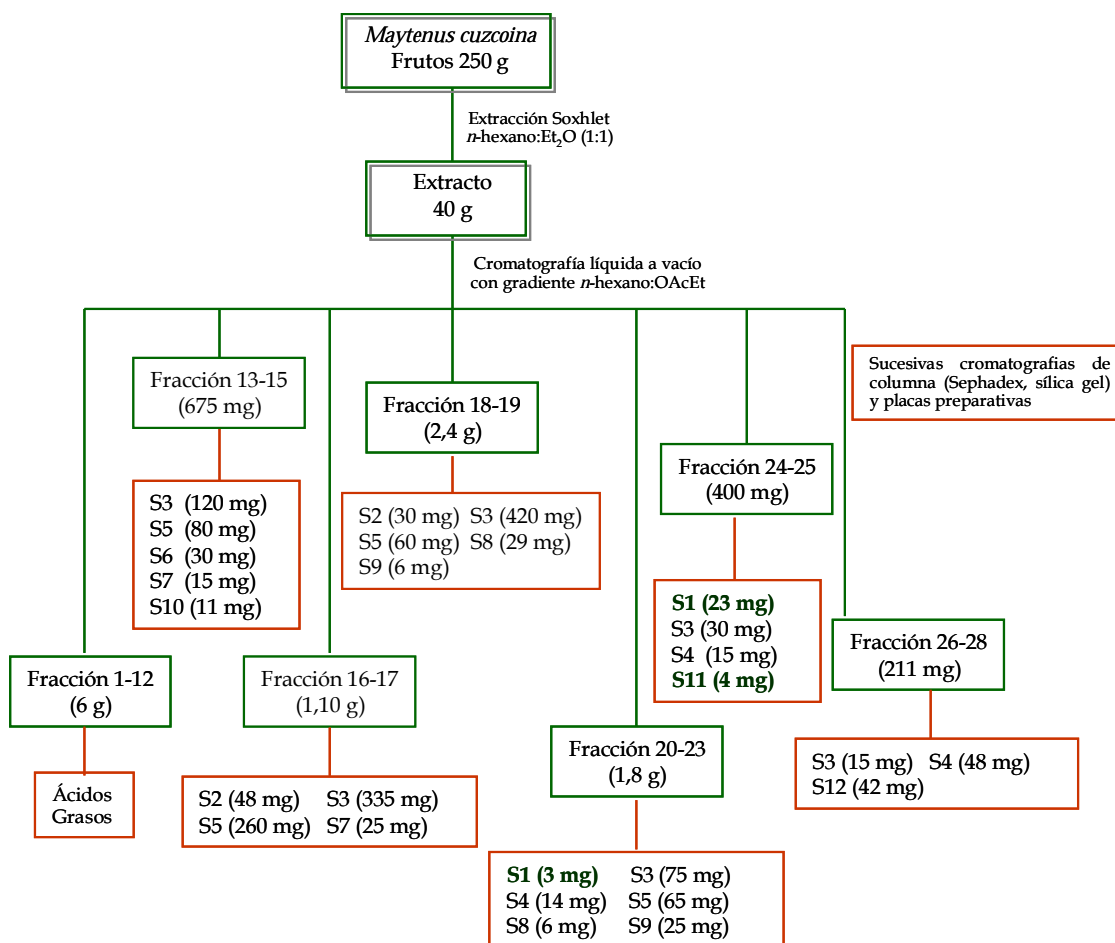 Maytenus cuzcoina
Frutos 250 g
Extracción Soxhlet
n-hexano:Et₂O (1:1)
Extracto
40 g
Cromatografía líquida a vacío
con gradiente n-hexano:OAcEt
Sucesivas cromatografias de
columna (Sephadex, sílica gel)
y placas preparativas
Fracción 13-15
(675 mg)
S3 (120 mg)
S5 (80 mg)
S6 (30 mg)
S7 (15 mg)
S10 (11 mg)
Fracción 18-19
(2,4 g)
S2 (30 mg) S3 (420 mg)
S5 (60 mg) S8 (29 mg)
S9 (6 mg)
Fracción 24-25
(400 mg)
S1 (23 mg)
S3 (30 mg)
S4 (15 mg)
S11 (4 mg)
Fracción 26-28
(211 mg)
S3 (15 mg) S4 (48 mg)
S12 (42 mg)
Fracción 1-12
(6 g)
Ácidos
Grasos
Fracción 16-17
(1,10 g)
S2 (48 mg) S3 (335 mg)
S5 (260 mg) S7 (25 mg)
Fracción 20-23
(1,8 g)
S1 (3 mg) S3 (75 mg)
S4 (14 mg) S5 (65 mg)
S8 (6 mg) S9 (25 mg)